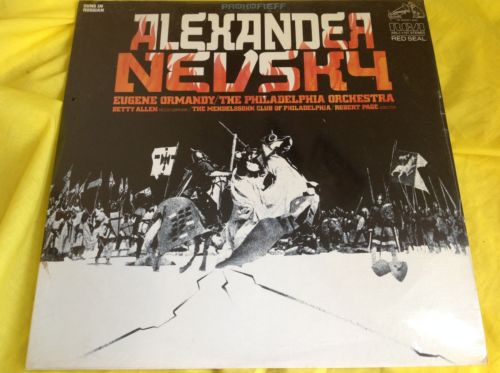 SUNG IN
RUSSIAN
PROKOFIEFF
ALEXANDER
NEVSKY
EUGENE ORMANDY/THE PHILADELPHIA ORCHESTRA
BETTY ALLEN THE MENDELSSOHN CLUB OF PHILADELPHIA/ROBERT PAGE
RCA
RED SEAL